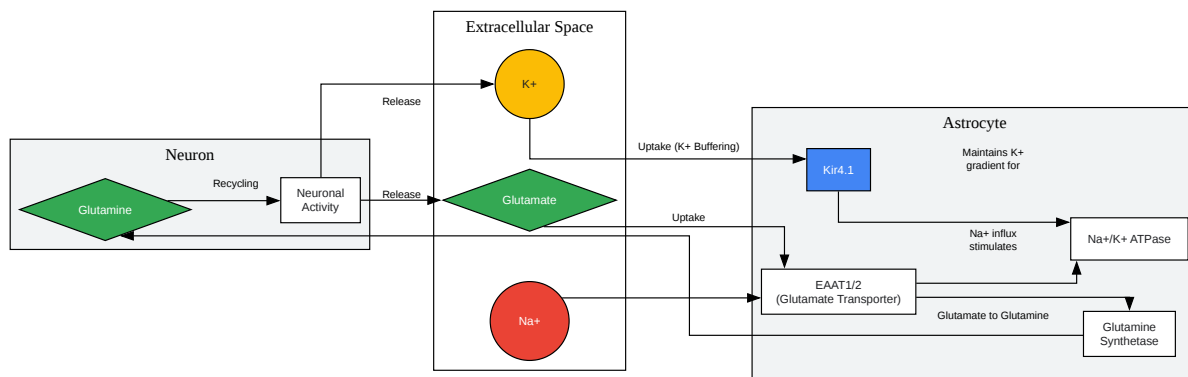 Extracellular Space
K+
Release
Astrocyte
Neuron
Uptake (K+ Buffering)
Maintains K+
gradient for
Kir4.1
Recycling
Neuronal
Activity
Release
Glutamate
Glutamine
Uptake
Na+ influx
stimulates
Na+/K+ ATPase
EAAT1/2
(Glutamate Transporter)
Na+
Glutamate to Glutamine
Glutamine
Synthetase